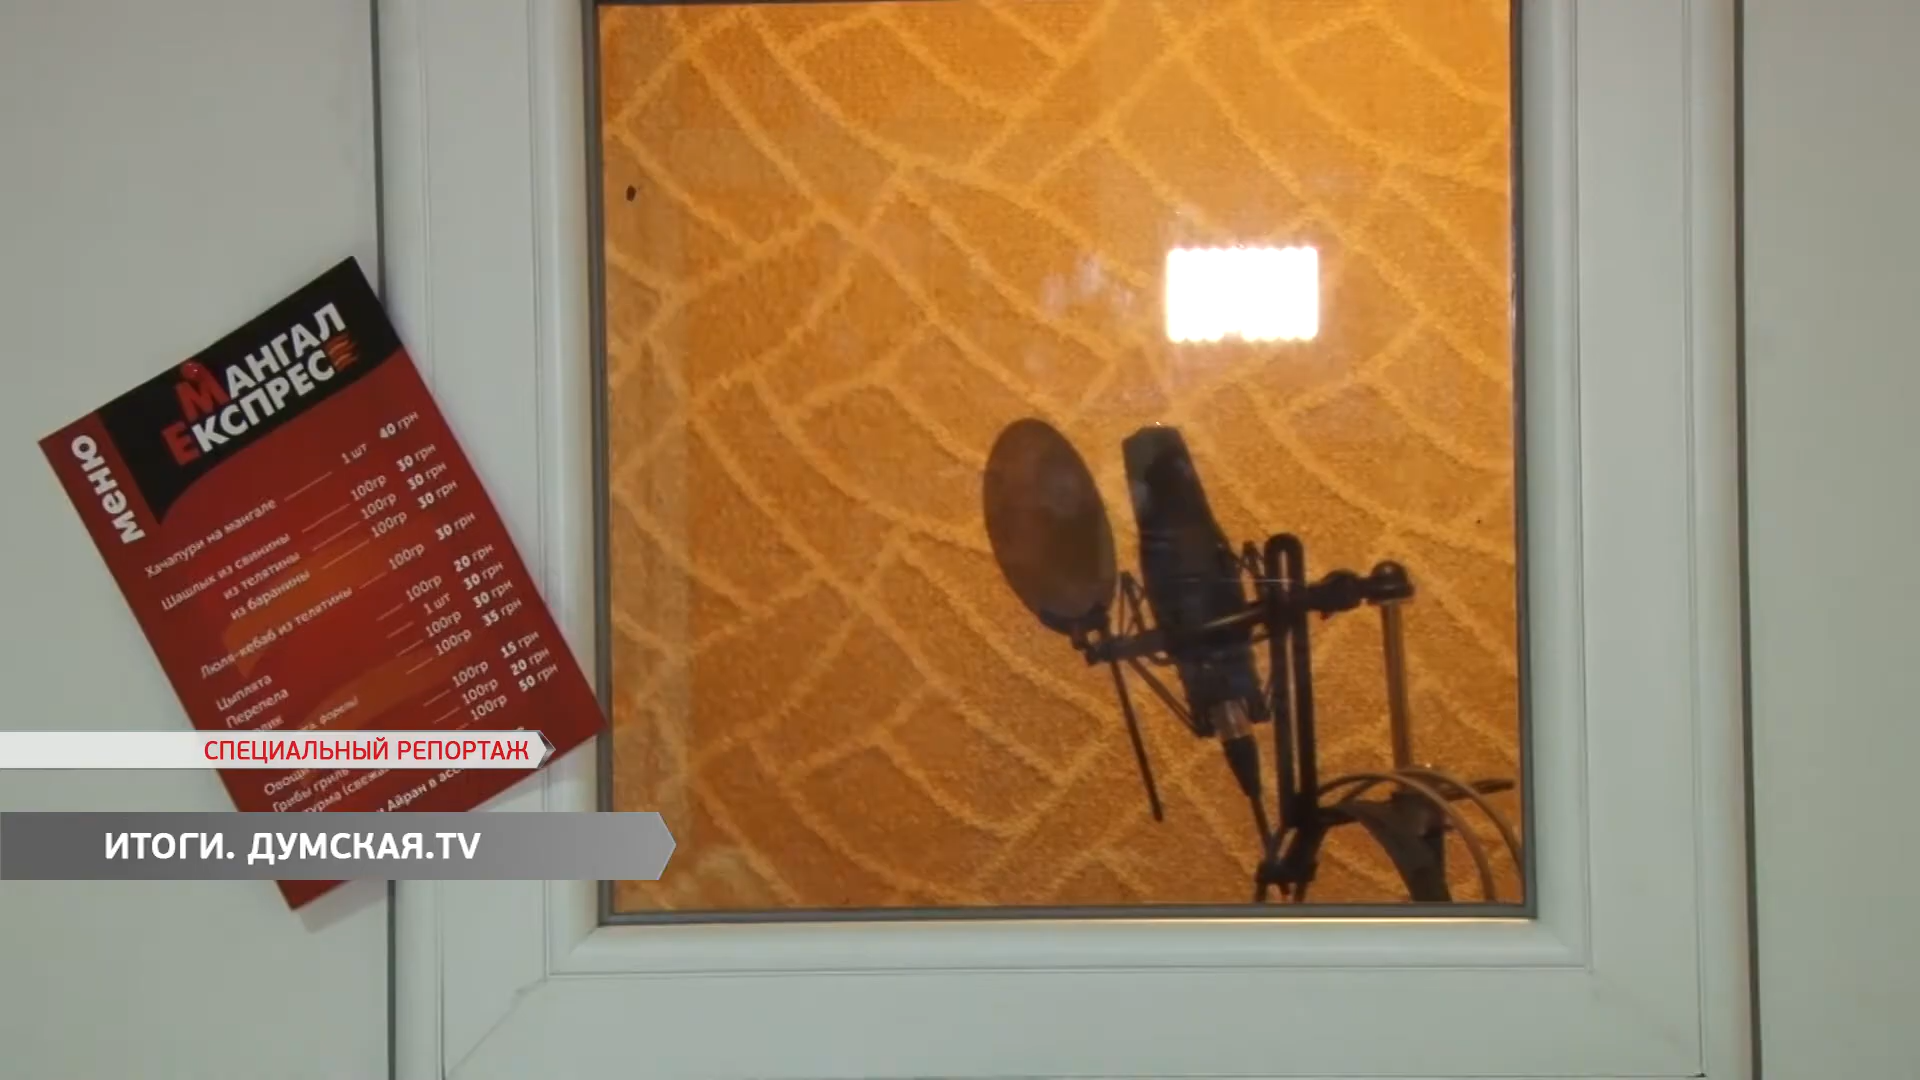 МАНГАЛ
ЕКСПРЕС
меню
Хачапури на мангале 1 шт 40 грн
Шашлык из свинины 100гр 30 грн
из телятины 100гр 30 грн
из баранины 100гр 30 грн
Люля-кебаб из телятины 100гр 30 грн
Цыплята 100гр 20 грн
Перепела 1 шт 30 грн
100гр 30 грн
форели 100гр 35 грн
100гр 15 грн
Грибы гриль 100гр 20 грн
100гр 50 грн
Айран в
СПЕЦИАЛЬНЫЙ РЕПОРТАЖ
ИТОГИ. ДУМСКАЯ.TV